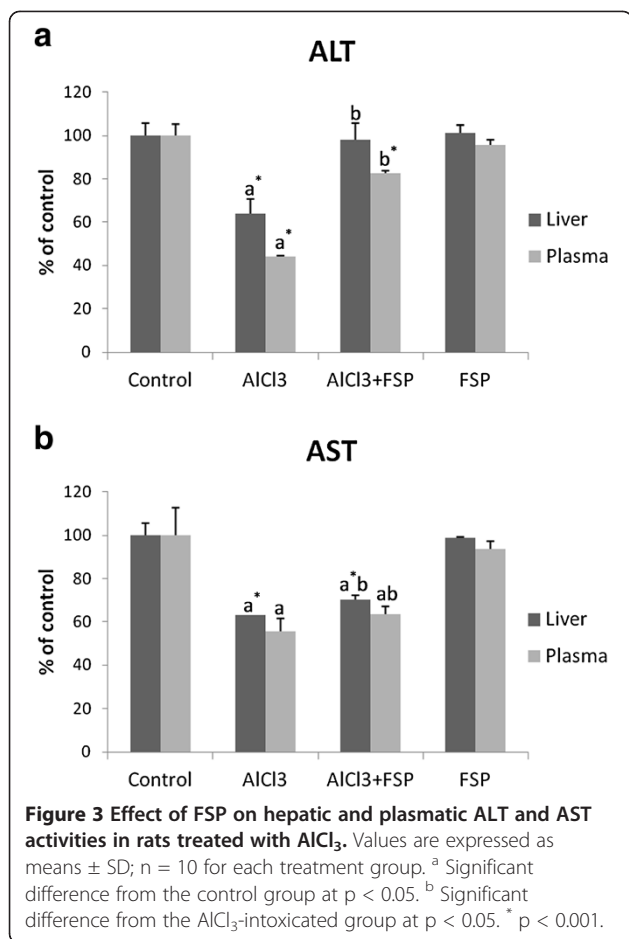 a
ALT
% of control
120
100
80
60
40
20
0
a*
a*
b
b*
Control
AlCl3
AlCl3+FSP
FSP
Liver
Plasma
b
AST
% of control
120
100
80
60
40
20
0
a*
a
a*b
ab
Control
AlCl3
AlCl3+FSP
FSP
Liver
Plasma
Figure 3 Effect of FSP on hepatic and plasmatic ALT and AST
activities in rats treated with AlCl₃. Values are expressed as
means ± SD; n = 10 for each treatment group. ᵃ Significant
difference from the control group at p < 0.05. ᵇ Significant
difference from the AlCl₃-intoxicated group at p < 0.05. * p < 0.001.